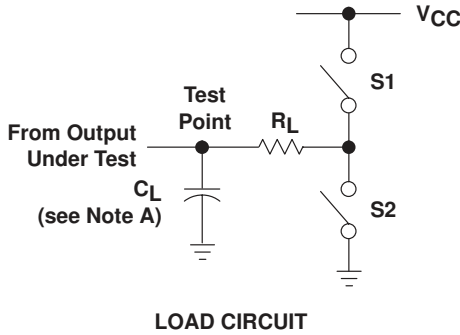 VCC
S1
Test
Point
RL
From Output
Under Test
CL
(see Note A)
S2
LOAD CIRCUIT